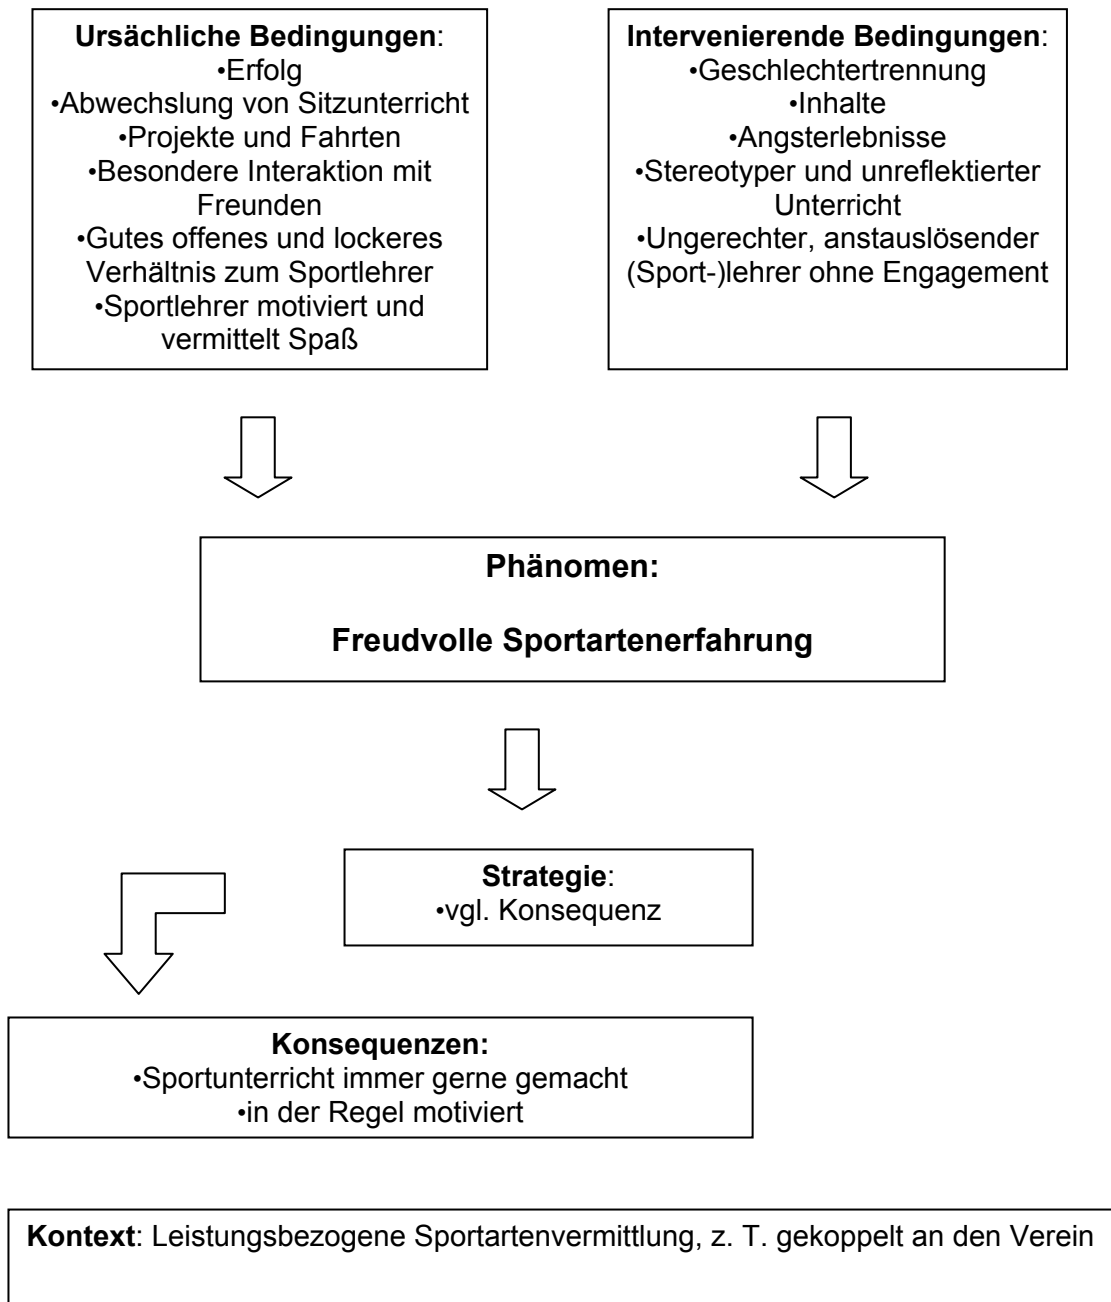 Ursächliche Bedingungen:
•Erfolg
•Abwechslung von Sitzunterricht
•Projekte und Fahrten
•Besondere Interaktion mit
Freunden
•Gutes offenes und lockeres
Verhältnis zum Sportlehrer
•Sportlehrer motiviert und
vermittelt Spaß
Intervenierende Bedingungen:
•Geschlechtertrennung
•Inhalte
•Angsterlebnisse
•Stereotyper und unreflektierter
Unterricht
•Ungerechter, anstauslösender
(Sport-)lehrer ohne Engagement
Phänomen:
Freudvolle Sportartenerfahrung
Strategie:
•vgl. Konsequenz
Konsequenzen:
•Sportunterricht immer gerne gemacht
•in der Regel motiviert
Kontext: Leistungsbezogene Sportartenvermittlung, z. T. gekoppelt an den Verein